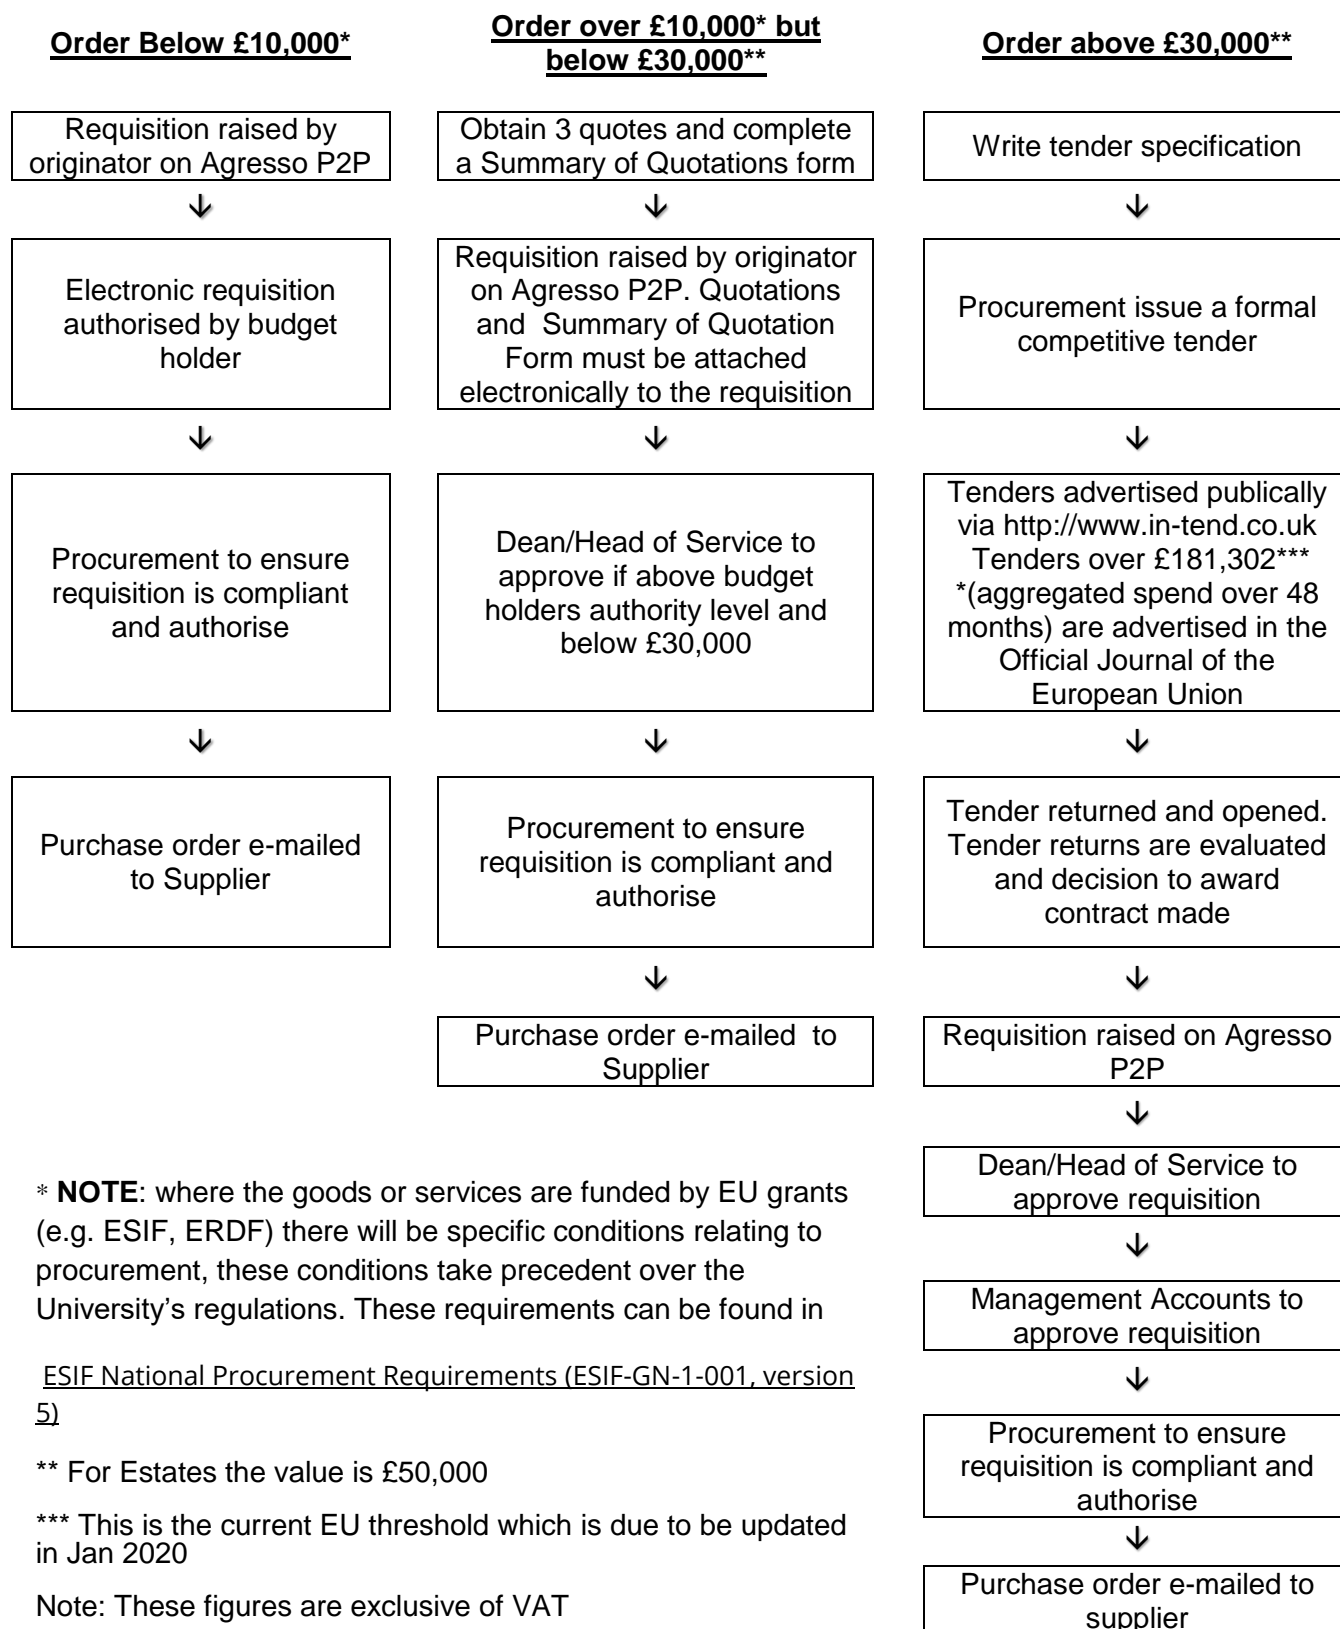 Order Below £10,000*
Requisition raised by
originator on Agresso P2P
Electronic requisition
authorised by budget
holder
Procurement to ensure
requisition is compliant
and authorise
Purchase order e-mailed
to Supplier
Order over £10,000* but
below £30,000**
Obtain 3 quotes and complete
a Summary of Quotations form
Requisition raised by originator
on Agresso P2P. Quotations
and Summary of Quotation
Form must be attached
electronically to the requisition
Dean/Head of Service to
approve if above budget
holders authority level and
below £30,000
Procurement to ensure
requisition is compliant and
authorise
Purchase order e-mailed to
Supplier
Order above £30,000**
Write tender specification
Procurement issue a formal
competitive tender
Tenders advertised publically
via http://www.in-tend.co.uk
Tenders over £181,302***
*(aggregated spend over 48
months) are advertised in the
Official Journal of the
European Union
Tender returned and opened.
Tender returns are evaluated
and decision to award
contract made
Requisition raised on Agresso
P2P
Dean/Head of Service to
approve requisition
Management Accounts to
approve requisition
Procurement to ensure
requisition is compliant and
authorise
Purchase order e-mailed to
supplier
* NOTE: where the goods or services are funded by EU grants
(e.g. ESIF, ERDF) there will be specific conditions relating to
procurement, these conditions take precedent over the
University’s regulations. These requirements can be found in
ESIF National Procurement Requirements (ESIF-GN-1-001, version
5)
** For Estates the value is £50,000
*** This is the current EU threshold which is due to be updated
in Jan 2020
Note: These figures are exclusive of VAT